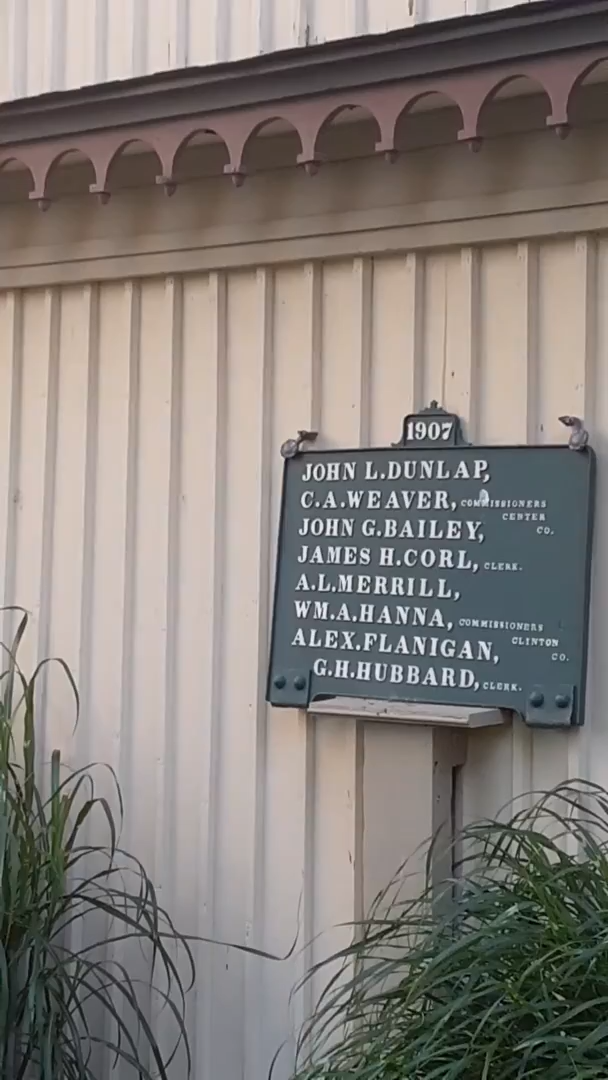 1907
JOHN L.DUNLAP,
C.A.WEAVER, COMMISSIONERS
CENTER
JOHN G.BAILEY, CO.
JAMES H.CORL, CLERK.
A.L.MERRILL,
WM.A.HANNA, COMMISSIONERS
CLINTON
ALEX.FLANIGAN, CO.
G.H.HUBBARD, CLERK.